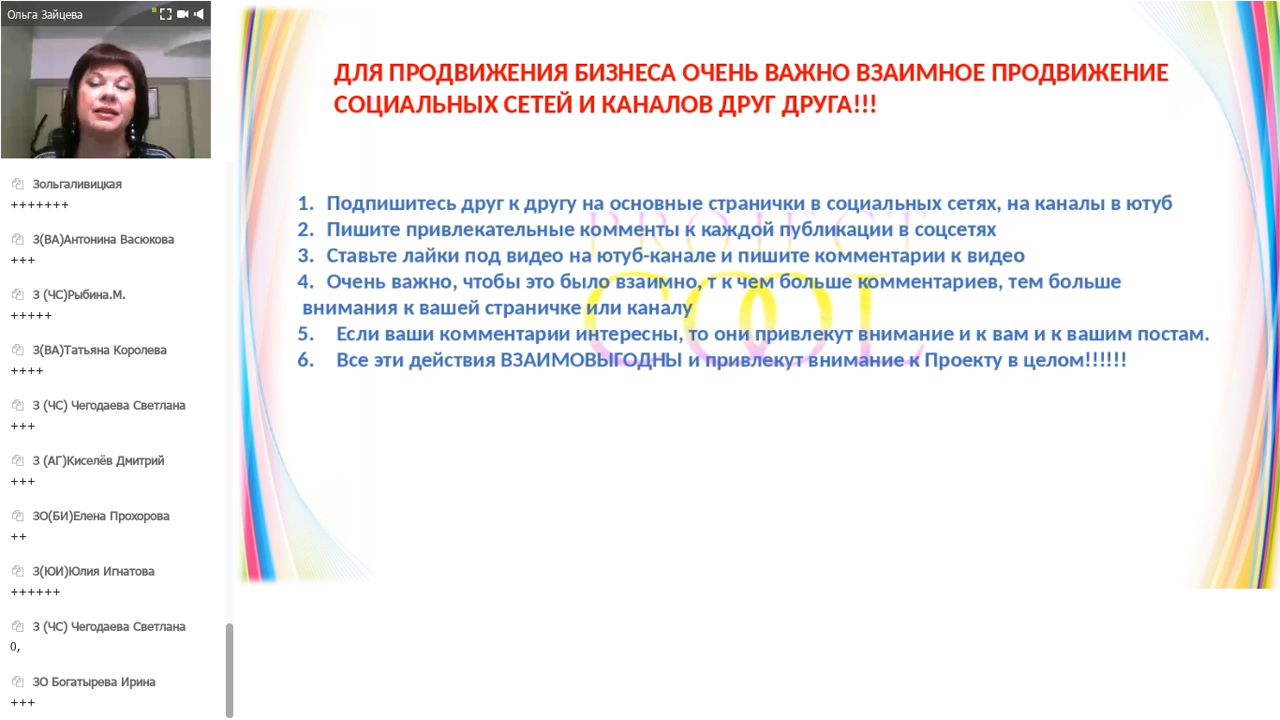 Ольга Зайцева
Зольгаливицкая
+++++++
З(ВА)Антонина Васюкова
+++
З (ЧС)Рыбина.М.
+++++
З(ВА)Татьяна Королева
++++
З (ЧС) Чегодаева Светлана
+++
З (АГ)Киселёв Дмитрий
+++
ЗО(БИ)Елена Прохорова
++
З(ЮИ)Юлия Игнатова
++++++
З (ЧС) Чегодаева Светлана
0,
ЗО Богатырева Ирина
+++
ДЛЯ ПРОДВИЖЕНИЯ БИЗНЕСА ОЧЕНЬ ВАЖНО ВЗАИМНОЕ ПРОДВИЖЕНИЕ
СОЦИАЛЬНЫХ СЕТЕЙ И КАНАЛОВ ДРУГ ДРУГА!!!
PROJECT
COOL
1. Подпишитесь друг к другу на основные странички в социальных сетях, на каналы в ютуб
2. Пишите привлекательные комменты к каждой публикации в соцсетях
3. Ставьте лайки под видео на ютуб-канале и пишите комментарии к видео
4. Очень важно, чтобы это было взаимно, т к чем больше комментариев, тем больше
внимания к вашей страничке или каналу
5. Если ваши комментарии интересны, то они привлекут внимание и к вам и к вашим постам.
6. Все эти действия ВЗАИМОВЫГОДНЫ и привлекут внимание к Проекту в целом!!!!!!